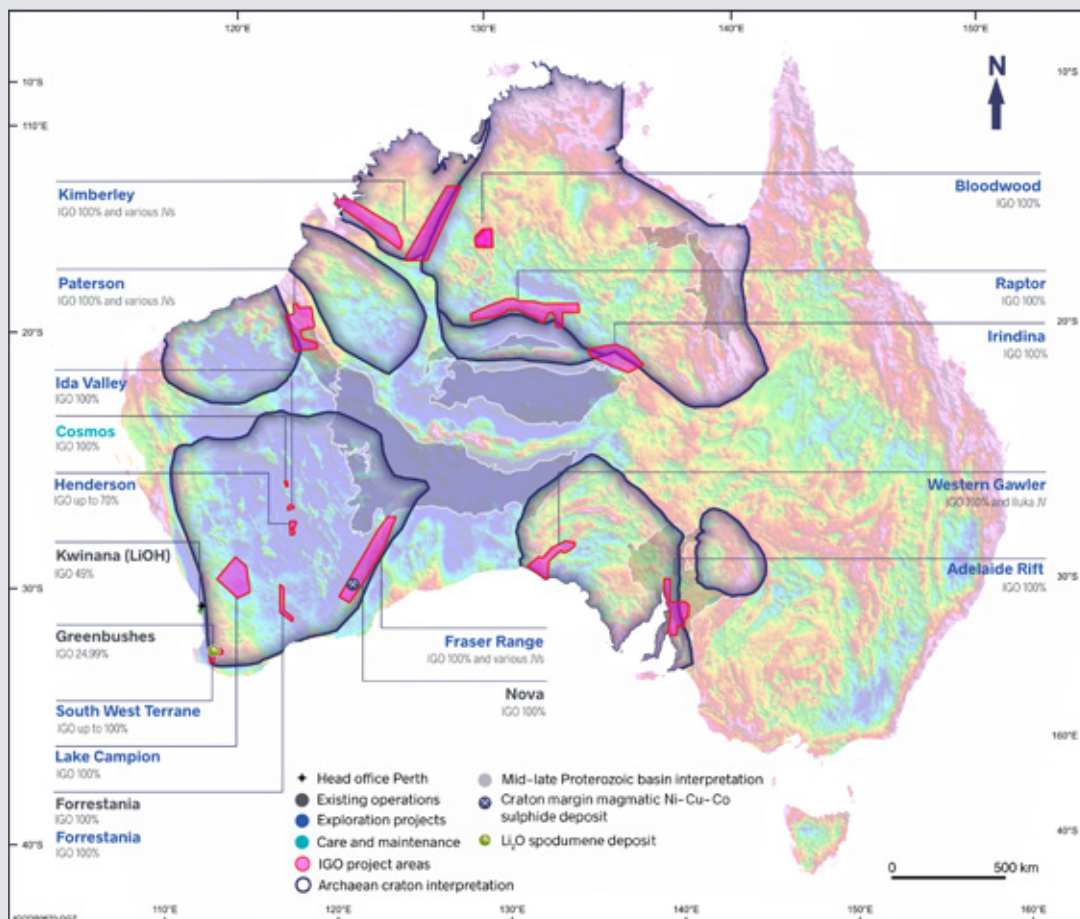 120°E
130°E
140°E
150°E
10°S
10°S
110°E
N
Kimberley
IGO 100% and various JVs
Bloodwood
IGO 100%
Paterson
IGO 100% and various JVs
Raptor
IGO 100%
20°S
20°S
Irindina
IGO 100%
Ida Valley
IGO 100%
Cosmos
IGO 100%
Henderson
IGO up to 70%
Western Gawler
IGO 100% and Iluka JV
Kwinana (LiOH)
IGO 49%
Adelaide Rift
IGO 100%
30°S
30°S
Greenbushes
IGO 24.99%
Fraser Range
IGO 100% and various JVs
Nova
IGO 100%
South West Terrane
IGO up to 100%
160°E
Lake Campion
IGO 100%
Forrestania
IGO 100%
Forrestania
IGO 100%
Head office Perth
Existing operations
Exploration projects
Care and maintenance
IGO project areas
Archaean craton interpretation
Mid-late Proterozoic basin interpretation
Craton margin magmatic Ni-Cu-Co
sulphide deposit
Li₂O spodumene deposit
40°S
40°S
0 500 km
110°E
120°E
130°E
140°E
150°E
160°E